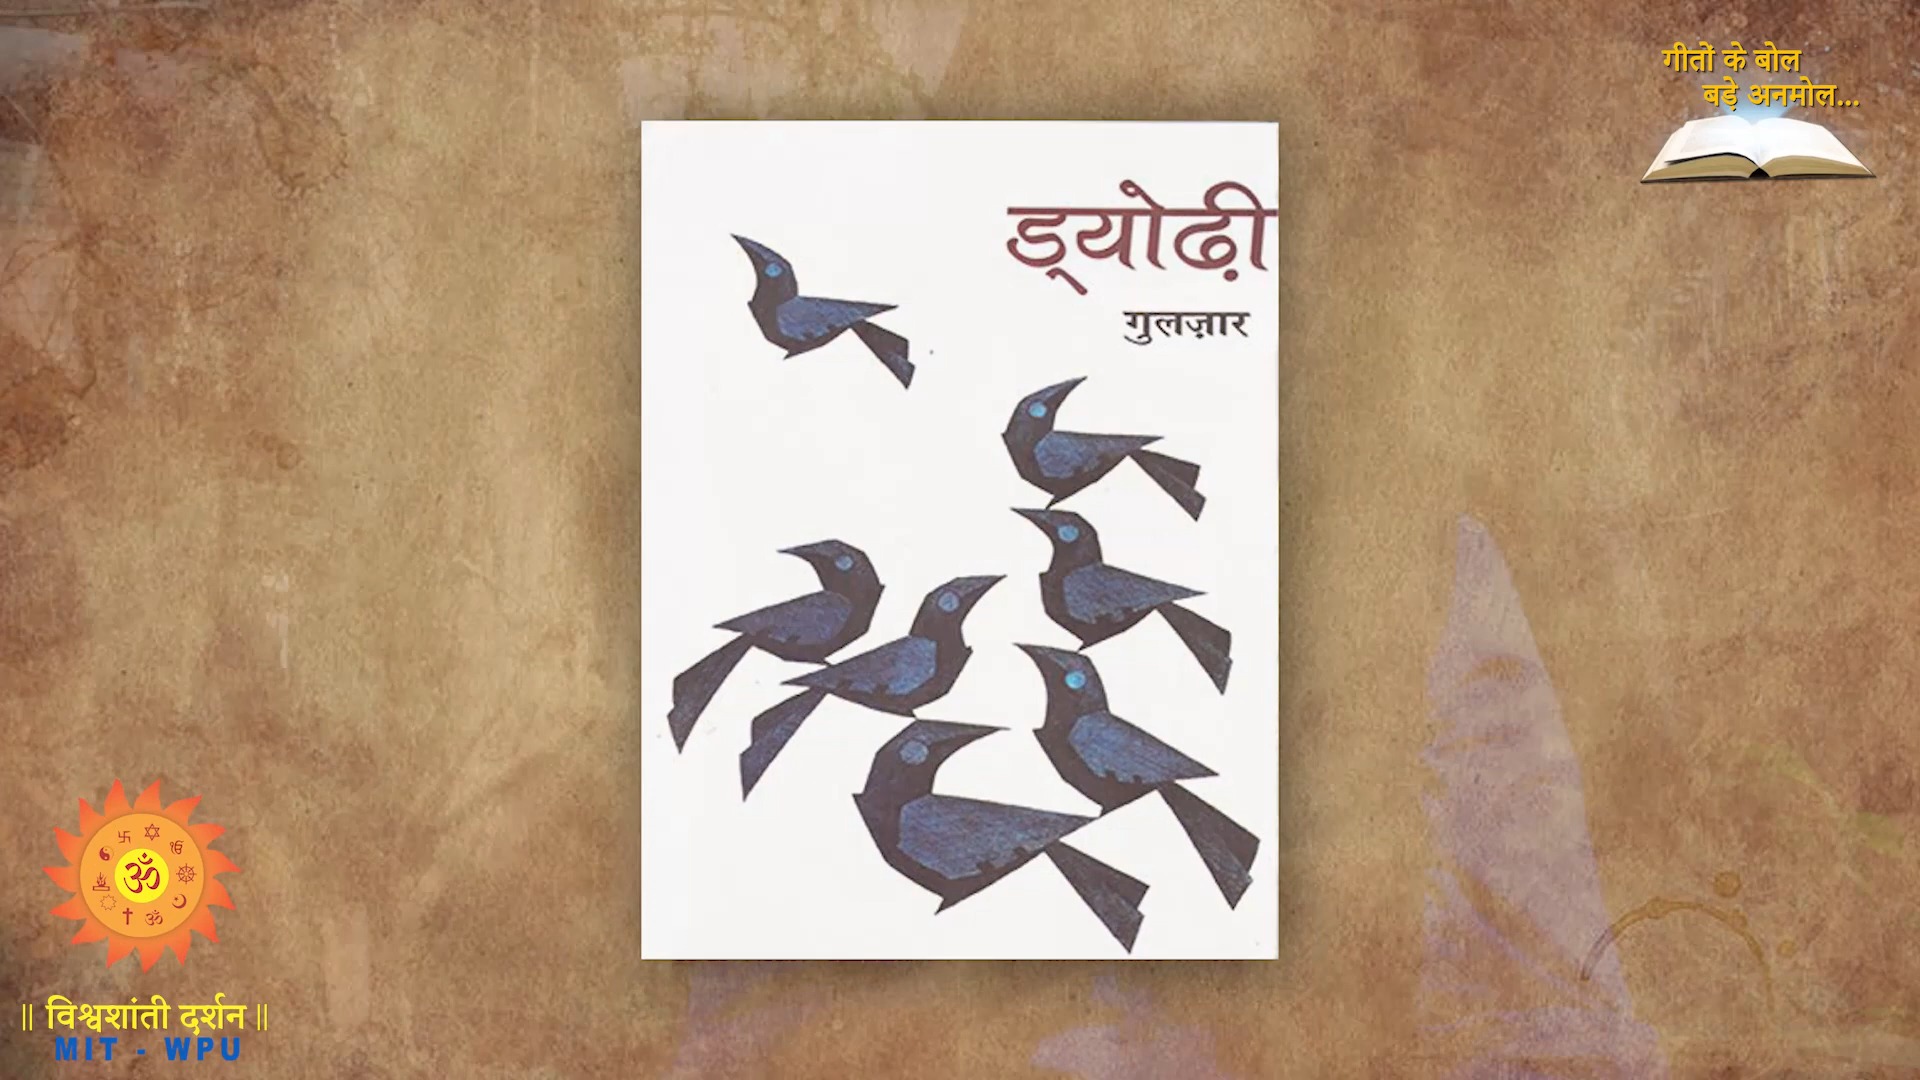 गीतों के बोल
बड़े अनमोल...
ड्योढ़ी
गुलज़ार
|| विश्वशांती दर्शन ||
MIT - WPU